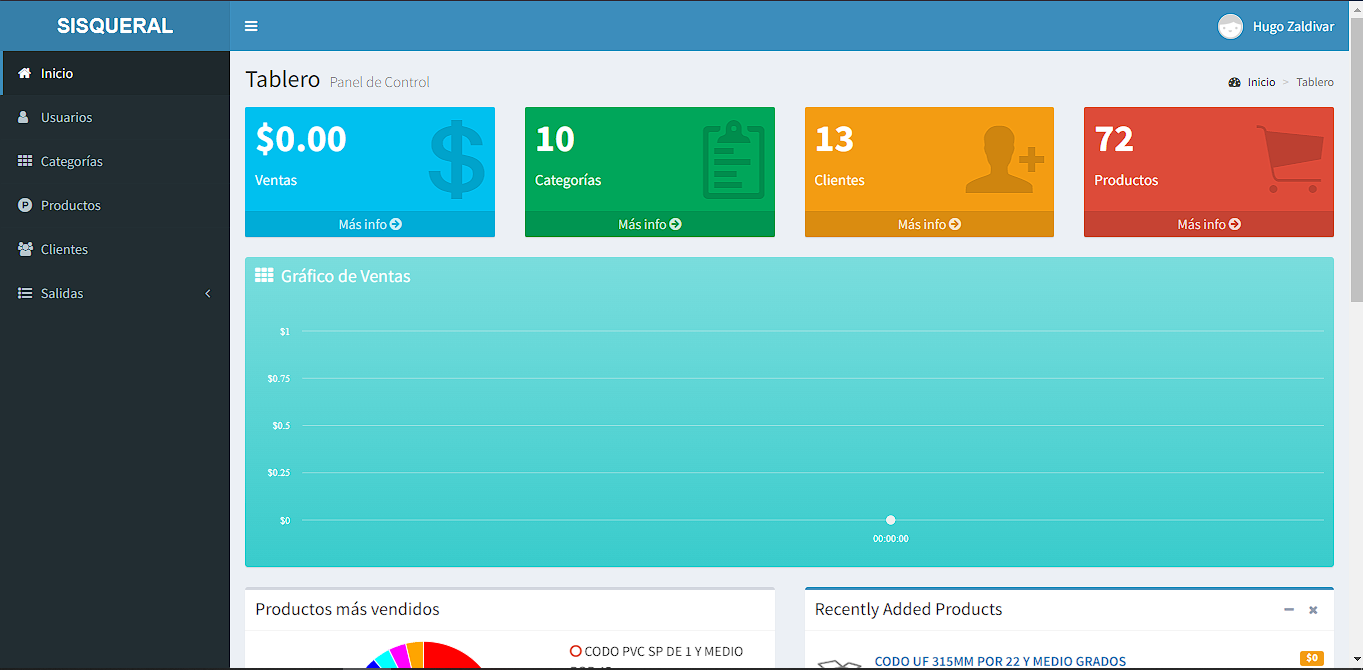 SISQUERAL
Hugo Zaldivar
Inicio
Usuarios
Categorías
Productos
Clientes
Salidas
Tablero Panel de Control
Inicio > Tablero
$0.00
Ventas
Más info
10
Categorías
Más info
13
Clientes
Más info
72
Productos
Más info
Gráfico de Ventas
$1
$0.75
$0.5
$0.25
$0
00:00:00
Productos más vendidos
CODO PVC SP DE 1 Y MEDIO
Recently Added Products
CODO UF 315MM POR 22 Y MEDIO GRADOS
$0